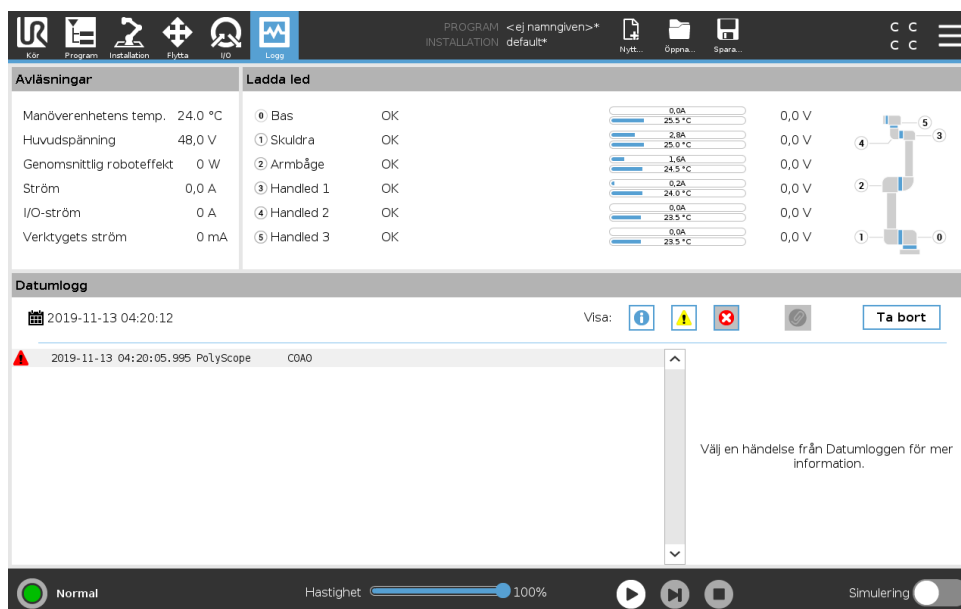 PROGRAM <ej namngiven>*
INSTALLATION default*
Kör Program Installation Flytta I/O Logg
Nytt... Öppna... Spara...
C C
C C
Avläsningar
Manöverenhetens temp. 24.0 °C
Huvudspänning 48,0 V
Genomsnittlig roboteffekt 0 W
Ström 0,0 A
I/O-ström 0 A
Verktygets ström 0 mA
Ladda led
0 Bas OK 0,0A 25.5 °C 0,0 V
1 Skuldra OK 2,8A 25.0 °C 0,0 V
2 Armbåge OK 1,6A 24.5 °C 0,0 V
3 Handled 1 OK 0,2A 24.0 °C 0,0 V
4 Handled 2 OK 0,0A 23.5 °C 0,0 V
5 Handled 3 OK 0,0A 23.5 °C 0,0 V
5
4 3
2
1 0
Datumlogg
2019-11-13 04:20:12 Visa: Ta bort
2019-11-13 04:20:05.995 PolyScope C0A0
Välj en händelse från Datumloggen för mer
information.
Normal Hastighet 100% Simulering